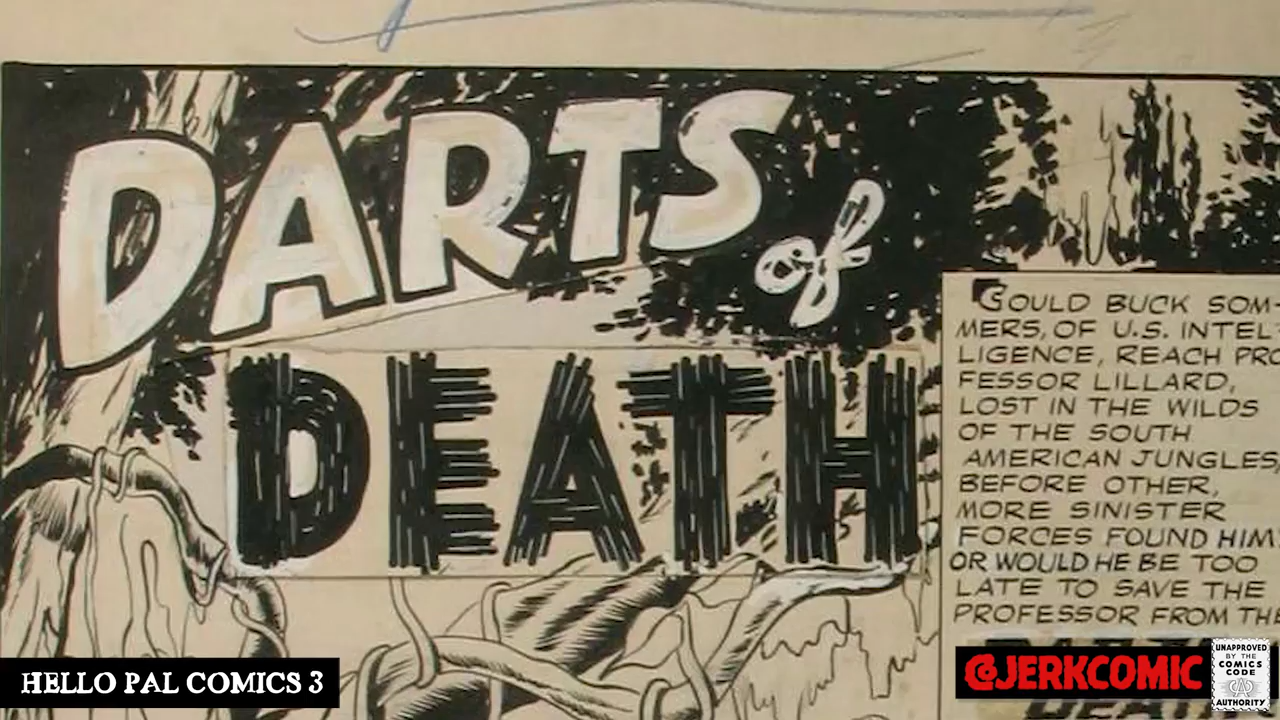 DARTS
of
DEATH
COULD BUCK SOM-
MERS, OF U.S. INTEL-
LIGENCE, REACH PRO
FESSOR LILLARD,
LOST IN THE WILDS
OF THE SOUTH
AMERICAN JUNGLES,
BEFORE OTHER,
MORE SINISTER
FORCES FOUND HIM?
OR WOULD HE BE TOO
LATE TO SAVE THE
PROFESSOR FROM THE
DEATH
HELLO PAL COMICS 3
@JERKCOMIC
UNAPPROVED
BY THE
COMICS
CODE
CA
AUTHORITY